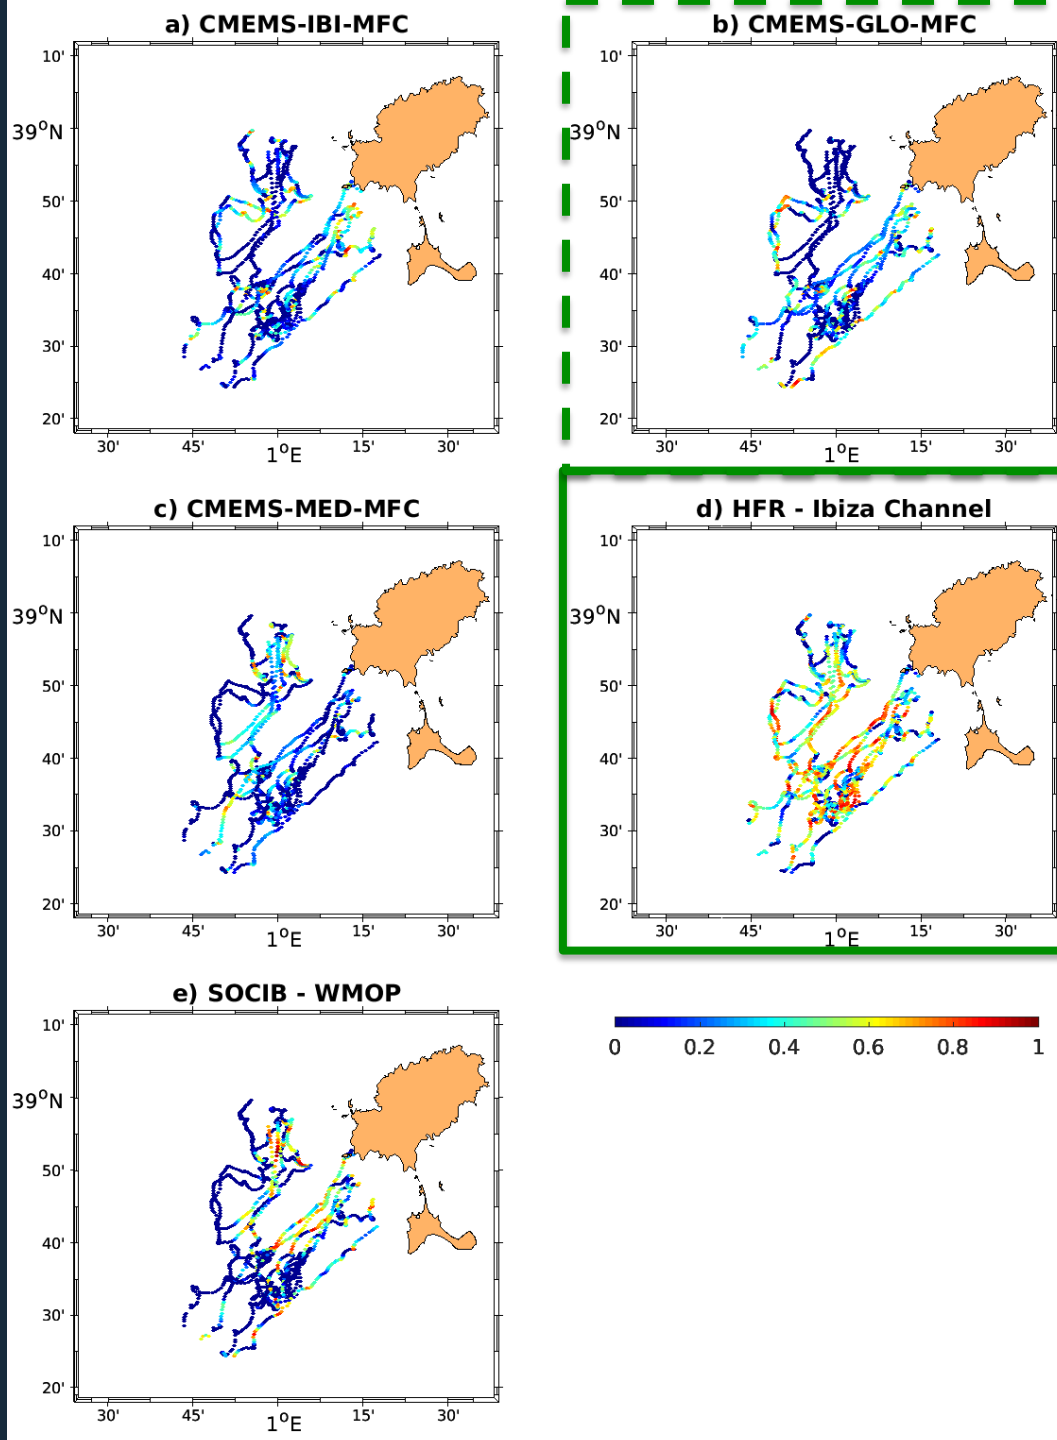 a) CMEMS-IBI-MFC
10'
39°N
50'
40'
30'
20'
30'
45'
1°E
15'
30'
b) CMEMS-GLO-MFC
10'
39°N
50'
40'
30'
20'
30'
45'
1°E
15'
30'
c) CMEMS-MED-MFC
10'
39°N
50'
40'
30'
20'
30'
45'
1°E
15'
30'
d) HFR - Ibiza Channel
10'
39°N
50'
40'
30'
20'
30'
45'
1°E
15'
30'
e) SOCIB - WMOP
10'
39°N
50'
40'
30'
20'
30'
45'
1°E
15'
30'
0 0.2 0.4 0.6 0.8 1